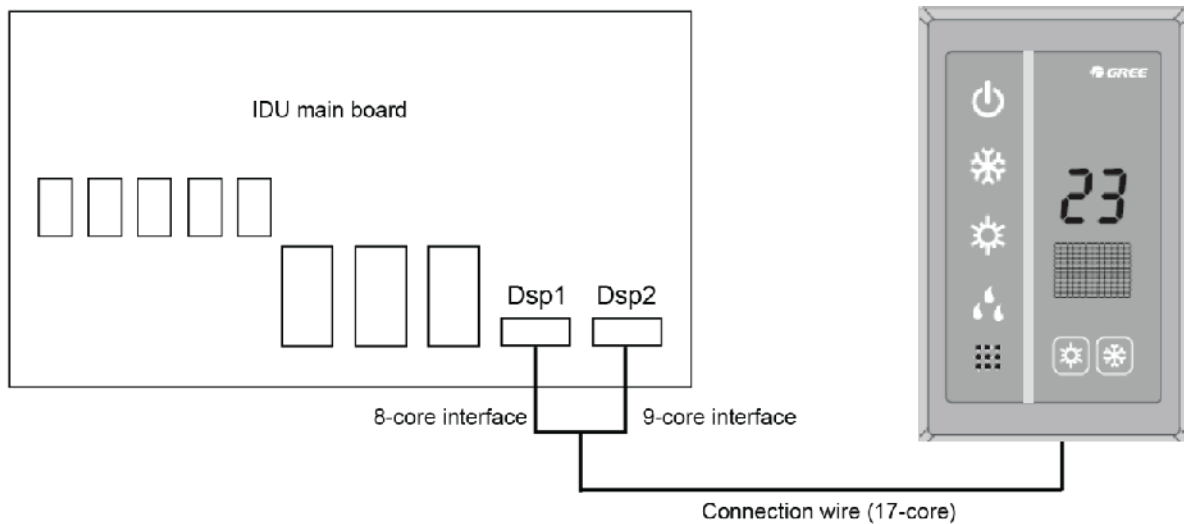 IDU main board
GREE
23
Dsp1 Dsp2
8-core interface 9-core interface
Connection wire (17-core)